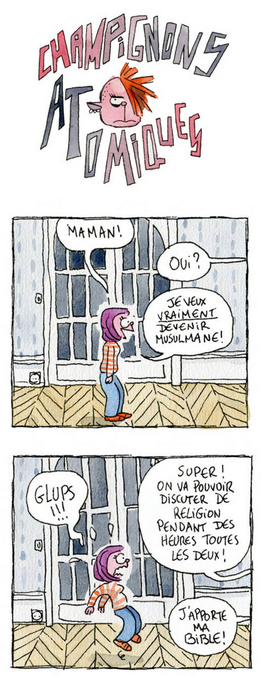 CHAMPIGNONS
ATOMIQUES
MAMAN!
OUI?
JE VEUX
VRAIMENT
DEVENIR
MUSULMANE!
GLUPS
!!!
SUPER!
ON VA POUVOIR
DISCUTER DE
RELIGION
PENDANT DES
HEURES TOUTES
LES DEUX!
J'APPORTE
MA
BIBLE!